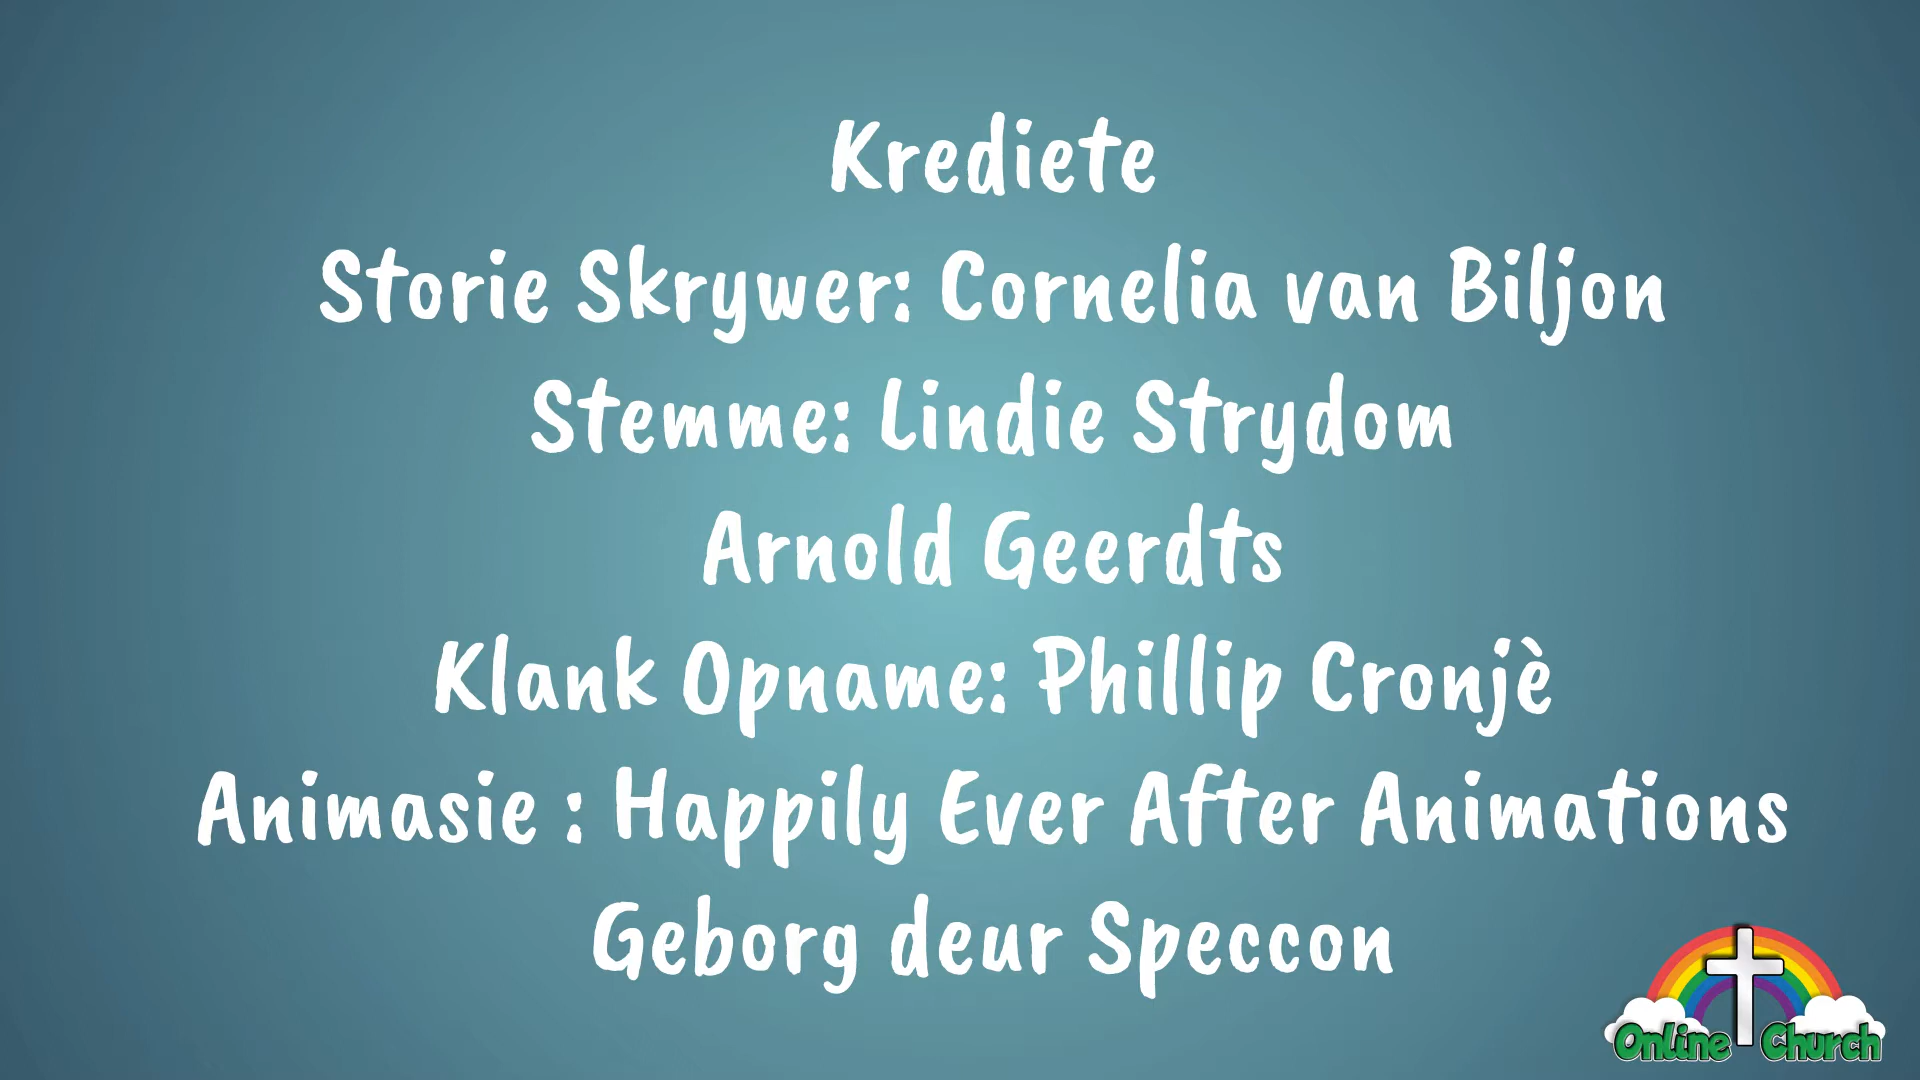 Krediete
Storie Skrywer: Cornelia van Biljon
Stemme: Lindie Strydom
Arnold Geerdts
Klank Opname: Phillip Cronjè
Animasie : Happily Ever After Animations
Geborg deur Speccon
Online Church